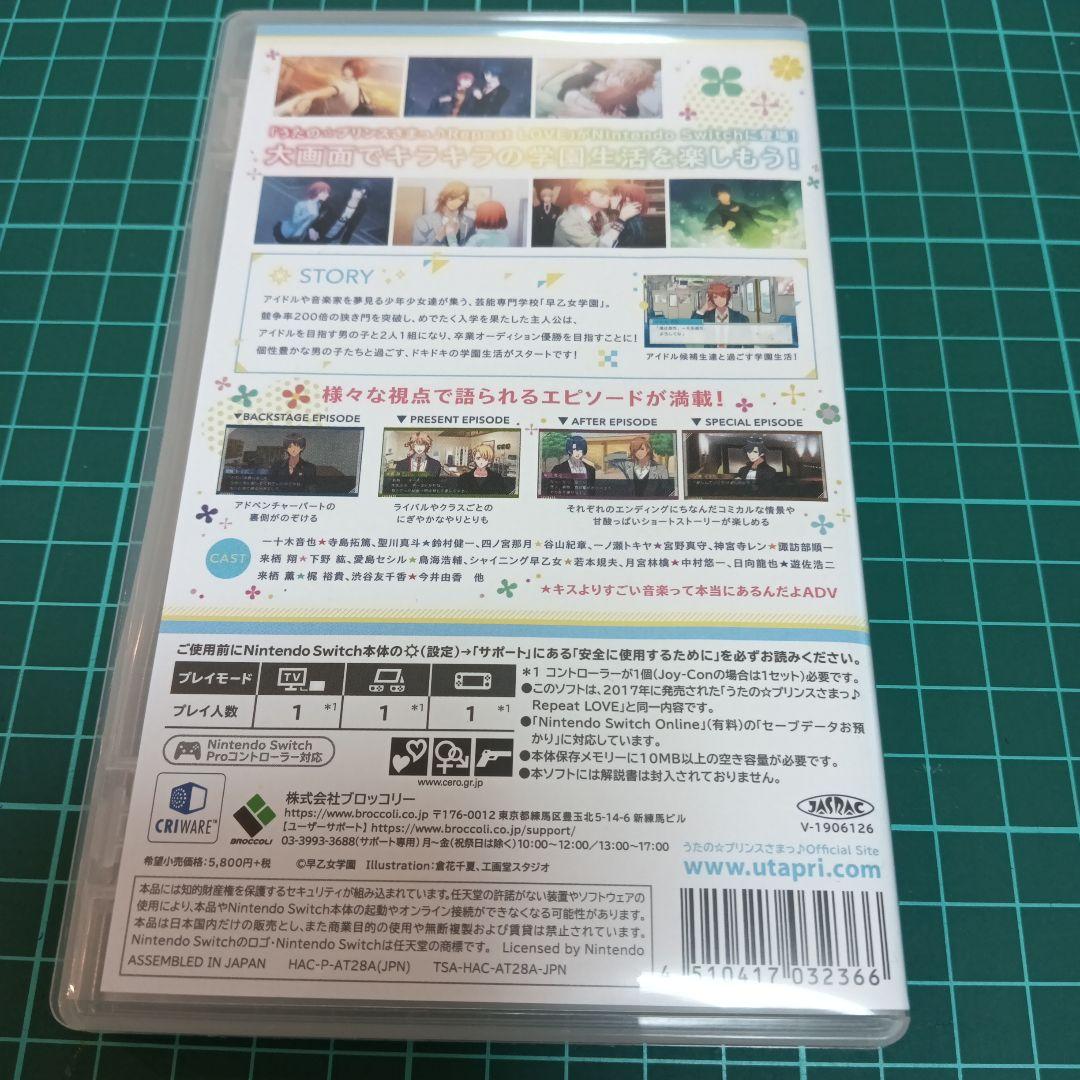 「うたの☆プリンスさまっ♪Repeat LOVE」がNintendo Switchに登場!
大画面でキラキラの学園生活を楽しもう!
STORY
アイドルや音楽家を夢見る少年少女達が集う、芸能専門学校「早乙女学園」。
競争率200倍の狭き門を突破し、めでたく入学を果たした主人公は、
アイドルを目指す男の子と2人1組になり、卒業オーディション優勝を目指すことに!
個性豊かな男の子たちと過ごす、ドキドキの学園生活がスタートです!
アイドル候補生達と過ごす学園生活!
様々な視点で語られるエピソードが満載!
▼BACKSTAGE EPISODE
▼PRESENT EPISODE
▼AFTER EPISODE
▼SPECIAL EPISODE
アドベンチャーパートの
裏側がのぞける
ライバルやクラスごとの
にぎやかなやりとりも
それぞれのエンディングにちなんだコミカルな情景や
甘酸っぱいショートストーリーが楽しめる
CAST
一十木音也★寺島拓篤、聖川真斗★鈴村健一、四ノ宮那月★谷山紀章、一ノ瀬トキヤ★宮野真守、神宮寺レン★諏訪部順一
来栖 翔★下野 紘、愛島セシル★鳥海浩輔、シャイニング早乙女★若本規夫、月宮林檎★中村悠一、日向龍也★遊佐浩二
来栖 薫★梶 裕貴、渋谷友千香★今井由香 他
★キスよりすごい音楽って本当にあるんだよADV
ご使用前にNintendo Switch本体の(設定)→「サポート」にある「安全に使用するために」を必ずお読みください。
プレイモード
TV
プレイ人数
1 *1
1 *1
1 *1
*1 コントローラーが1個(Joy-Conの場合は1セット)必要です。
●このソフトは、2017年に発売された「うたの☆プリンスさまっ♪
Repeat LOVE」と同一内容です。
●「Nintendo Switch Online」(有料)の「セーブデータお預
かり」に対応しています。
●本体保存メモリーに10MB以上の空き容量が必要です。
●本ソフトには解説書は封入されておりません。
Nintendo Switch
Proコントローラー対応
www.cero.gr.jp
CRIWARE™
BROCCOLI
株式会社ブロッコリー
https://www.broccoli.co.jp 〒176-0012 東京都練馬区豊玉北5-14-6 新練馬ビル
【ユーザーサポート】 https://www.broccoli.co.jp/support/
03-3993-3688(サポート専用)月~金(祝祭日は除く)10:00~12:00/13:00~17:00
希望小売価格:5,800円+税
©早乙女学園 Illustration:倉花千夏、工画堂スタジオ
JASRAC
V-1906126
うたの☆プリンスさまっ♪Official Site
www.utapri.com
本品には知的財産権を保護するセキュリティが組み込まれています。任天堂の許諾がない装置やソフトウェアの
使用により、本品やNintendo Switch本体の起動やオンライン接続ができなくなる可能性があります。
本品は日本国内だけの販売とし、また商業目的の使用や無断複製および賃貸は禁止されています。
Nintendo Switchのロゴ・Nintendo Switchは任天堂の商標です。 Licensed by Nintendo
ASSEMBLED IN JAPAN HAC-P-AT28A(JPN) TSA-HAC-AT28A-JPN
4 510417 032366